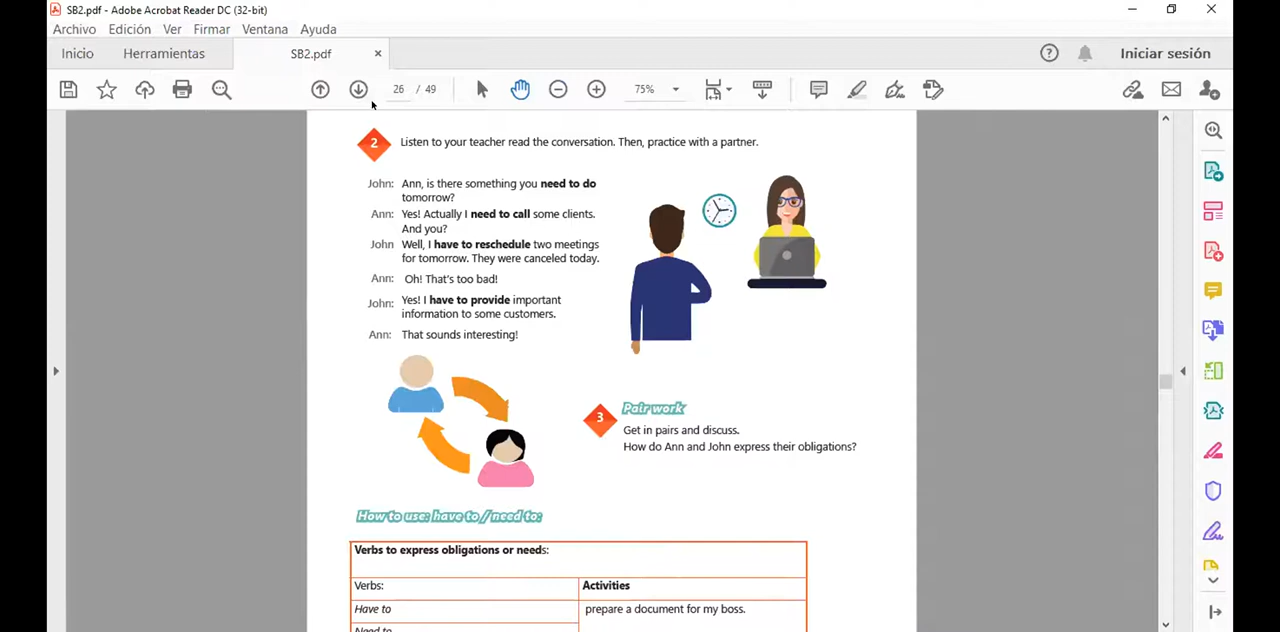 SB2.pdf - Adobe Acrobat Reader DC (32-bit)
Archivo Edición Ver Firmar Ventana Ayuda
Inicio Herramientas SB2.pdf × Iniciar sesión
26 / 49 75%
2 Listen to your teacher read the conversation. Then, practice with a partner.
John: Ann, is there something you need to do
tomorrow?
Ann: Yes! Actually I need to call some clients.
And you?
John Well, I have to reschedule two meetings
for tomorrow. They were canceled today.
Ann: Oh! That's too bad!
John: Yes! I have to provide important
information to some customers.
Ann: That sounds interesting!
3 Pair work
Get in pairs and discuss.
How do Ann and John express their obligations?
How to use: have to / need to:
Verbs to express obligations or needs:
Verbs: Activities
Have to prepare a document for my boss.
Need to